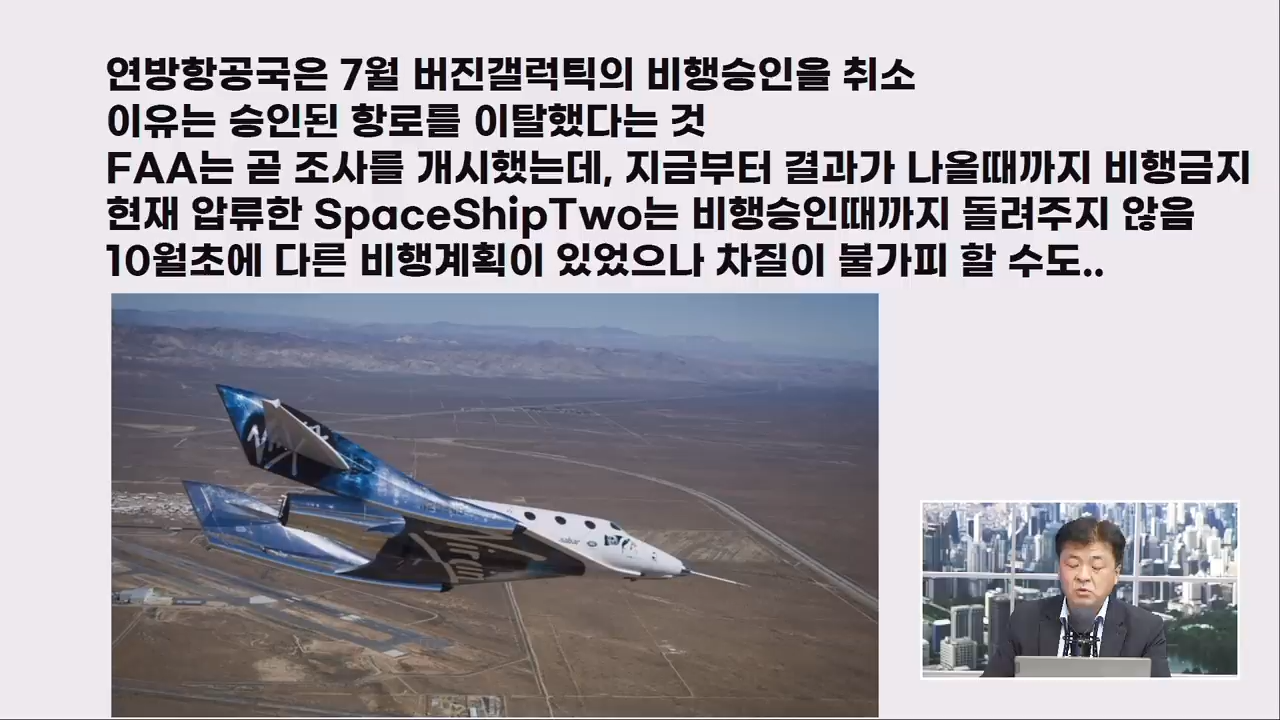 연방항공국은 7월 버진갤럭틱의 비행승인을 취소
이유는 승인된 항로를 이탈했다는 것
FAA는 곧 조사를 개시했는데, 지금부터 결과가 나올때까지 비행금지
현재 압류한 SpaceShipTwo는 비행승인때까지 돌려주지 않음
10월초에 다른 비행계획이 있었으나 차질이 불가피 할 수도..